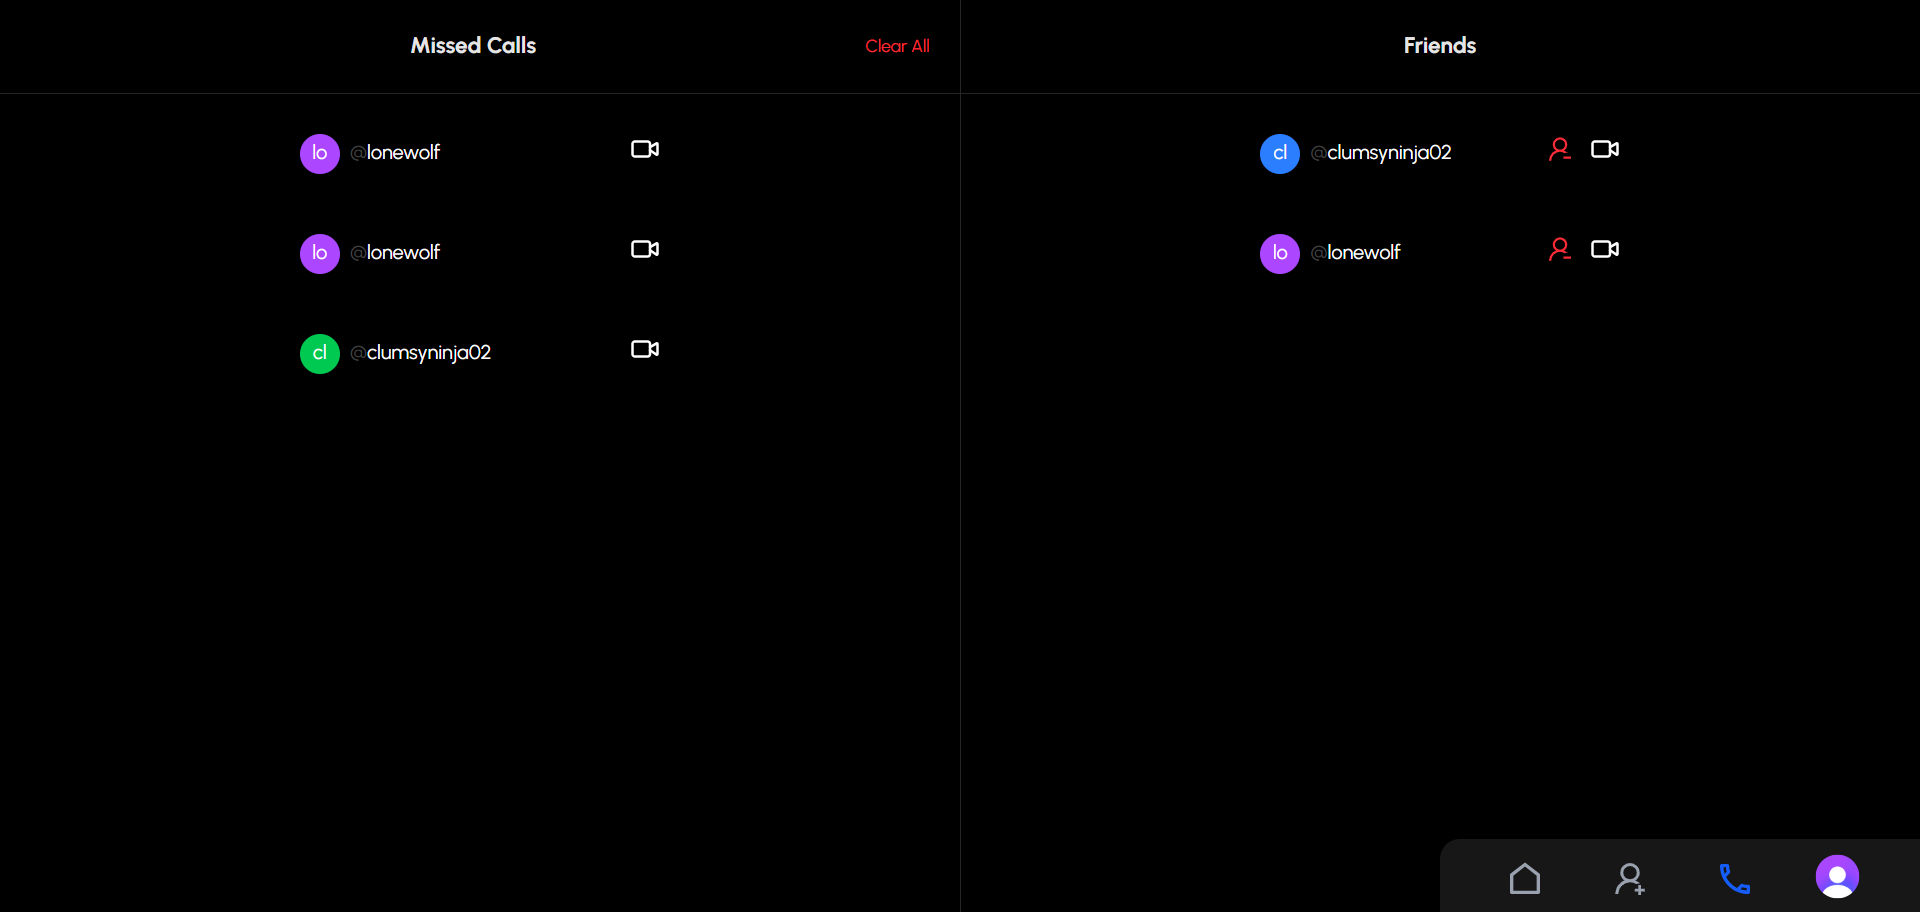 Missed Calls
Clear All
lo @lonewolf
lo @lonewolf
cl @clumsyninja02
Friends
cl @clumsyninja02
lo @lonewolf